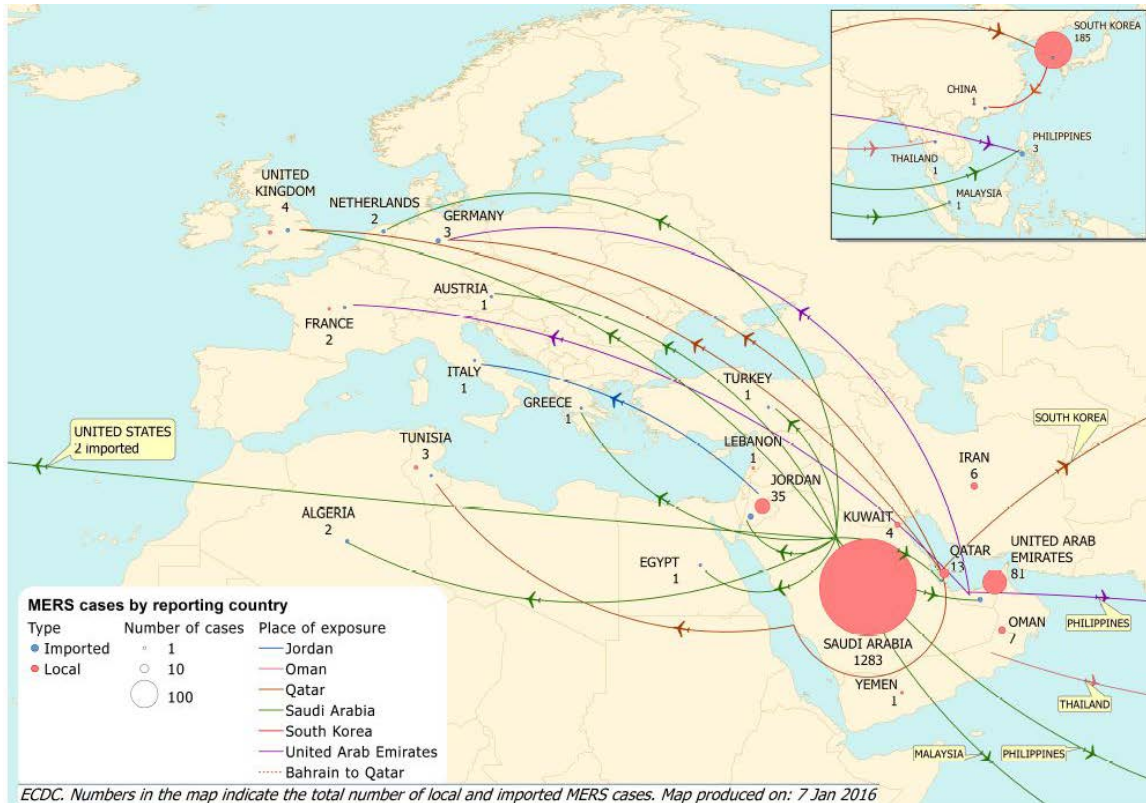 SOUTH KOREA
185
CHINA
1
PHILIPPINES
3
THAILAND
1
MALAYSIA
1
UNITED
KINGDOM
4
NETHERLANDS
2
GERMANY
3
AUSTRIA
1
FRANCE
2
ITALY
1
GREECE
1
TURKEY
1
SOUTH KOREA
UNITED STATES
2 imported
TUNISIA
3
LEBANON
1
JORDAN
35
IRAN
6
ALGERIA
2
KUWAIT
4
QATAR
13
UNITED ARAB
EMIRATES
81
EGYPT
1
PHILIPPINES
OMAN
7
SAUDI ARABIA
1283
YEMEN
1
THAILAND
MALAYSIA
PHILIPPINES
MERS cases by reporting country
Type
Imported
Local
Number of cases
1
10
100
Place of exposure
Jordan
Oman
Qatar
Saudi Arabia
South Korea
United Arab Emirates
Bahrain to Qatar
ECDC. Numbers in the map indicate the total number of local and imported MERS cases. Map produced on: 7 Jan 2016